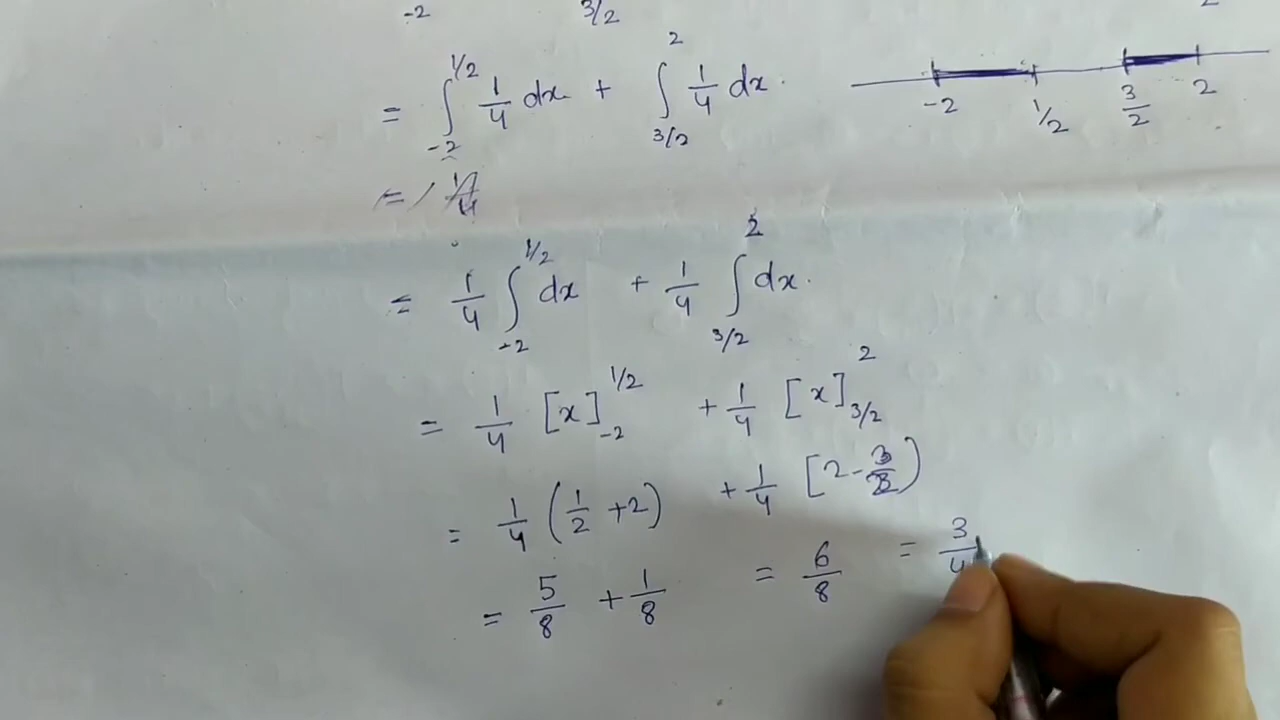 -2 3/2 2
= ∫_{-2}^{1/2} 1/4 dx + ∫_{3/2}^{2} 1/4 dx.
-2 1/2 3/2 2
= 1/4
= 1/4 ∫_{-2}^{1/2} dx + 1/4 ∫_{3/2}^{2} dx.
= 1/4 [x]_{-2}^{1/2} + 1/4 [x]_{3/2}^{2}
= 1/4 (1/2 + 2) + 1/4 [2 - 3/2)
= 5/8 + 1/8 = 6/8 = 3/4